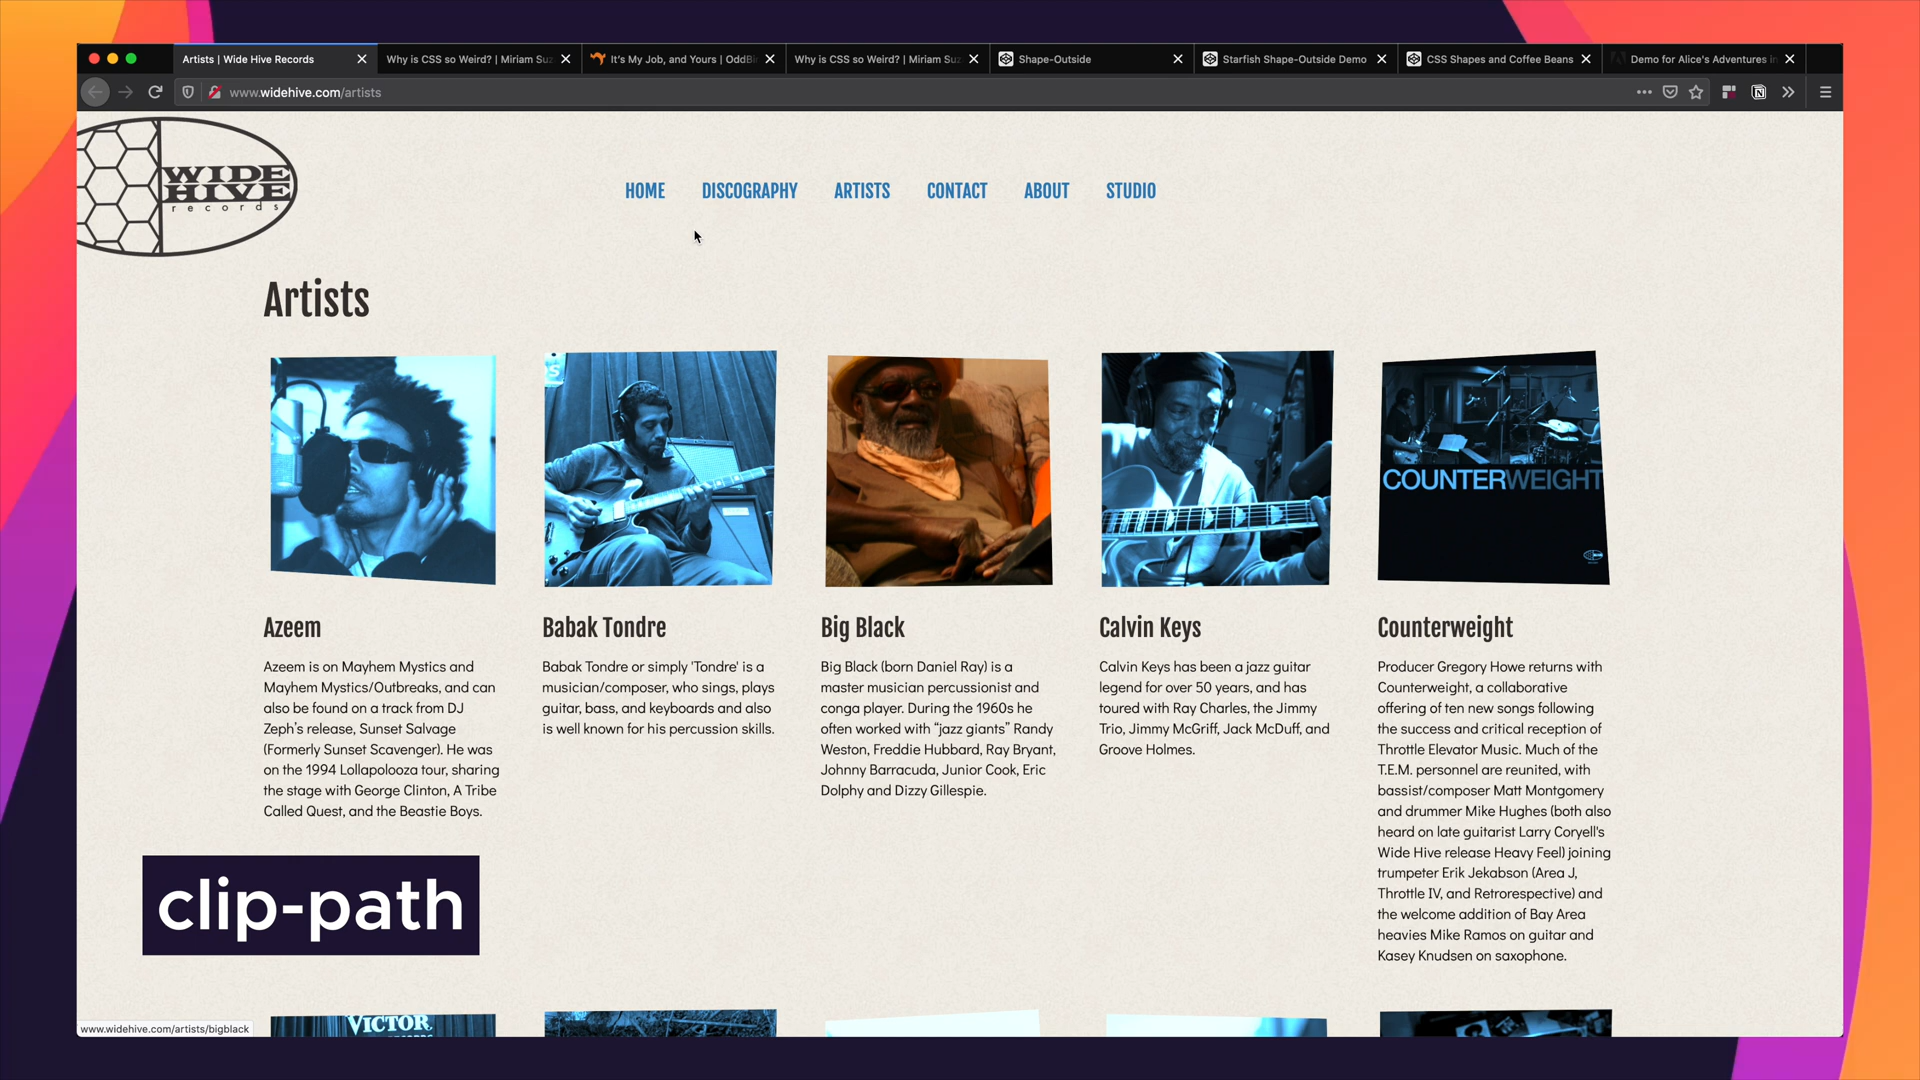 Artists | Wide Hive Records
Why is CSS so Weird? | Miriam Suz
It's My Job, and Yours | OddBi
Why is CSS so Weird? | Miriam Suz
Shape-Outside
Starfish Shape-Outside Demo
CSS Shapes and Coffee Beans
Demo for Alice's Adventures in
www.widehive.com/artists
WIDE
HIVE
records
HOME DISCOGRAPHY ARTISTS CONTACT ABOUT STUDIO
Artists
COUNTERWEIGHT
Azeem
Azeem is on Mayhem Mystics and
Mayhem Mystics/Outbreaks, and can
also be found on a track from DJ
Zeph's release, Sunset Salvage
(Formerly Sunset Scavenger). He was
on the 1994 Lollapolooza tour, sharing
the stage with George Clinton, A Tribe
Called Quest, and the Beastie Boys.
Babak Tondre
Babak Tondre or simply 'Tondre' is a
musician/composer, who sings, plays
guitar, bass, and keyboards and also
is well known for his percussion skills.
Big Black
Big Black (born Daniel Ray) is a
master musician percussionist and
conga player. During the 1960s he
often worked with “jazz giants” Randy
Weston, Freddie Hubbard, Ray Bryant,
Johnny Barracuda, Junior Cook, Eric
Dolphy and Dizzy Gillespie.
Calvin Keys
Calvin Keys has been a jazz guitar
legend for over 50 years, and has
toured with Ray Charles, the Jimmy
Trio, Jimmy McGriff, Jack McDuff, and
Groove Holmes.
Counterweight
Producer Gregory Howe returns with
Counterweight, a collaborative
offering of ten new songs following
the success and critical reception of
Throttle Elevator Music. Much of the
T.E.M. personnel are reunited, with
bassist/composer Matt Montgomery
and drummer Mike Hughes (both also
heard on late guitarist Larry Coryell's
Wide Hive release Heavy Feel) joining
trumpeter Erik Jekabson (Area J,
Throttle IV, and Retrorespective) and
the welcome addition of Bay Area
heavies Mike Ramos on guitar and
Kasey Knudsen on saxophone.
clip-path
VICTOR
www.widehive.com/artists/bigblack